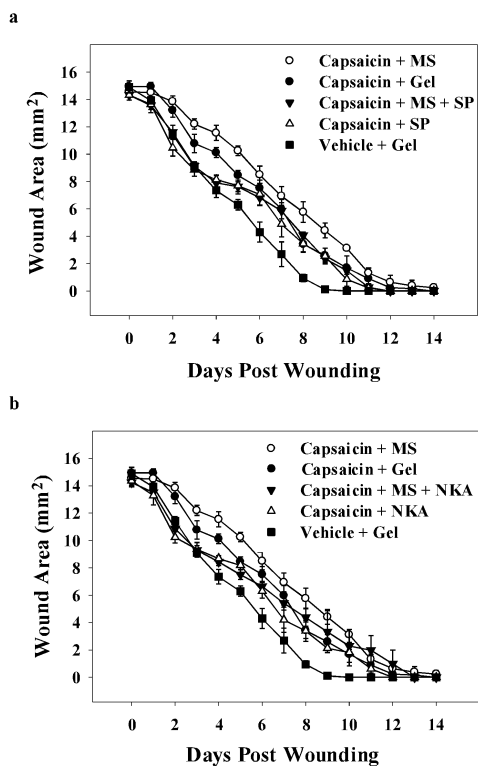 a
Capsaicin + MS
Capsaicin + Gel
Capsaicin + MS + SP
Capsaicin + SP
Vehicle + Gel
Wound Area (mm²)
16
14
12
10
8
6
4
2
0
0 2 4 6 8 10 12 14
Days Post Wounding
b
Capsaicin + MS
Capsaicin + Gel
Capsaicin + MS + NKA
Capsaicin + NKA
Vehicle + Gel
Wound Area (mm²)
16
14
12
10
8
6
4
2
0
0 2 4 6 8 10 12 14
Days Post Wounding